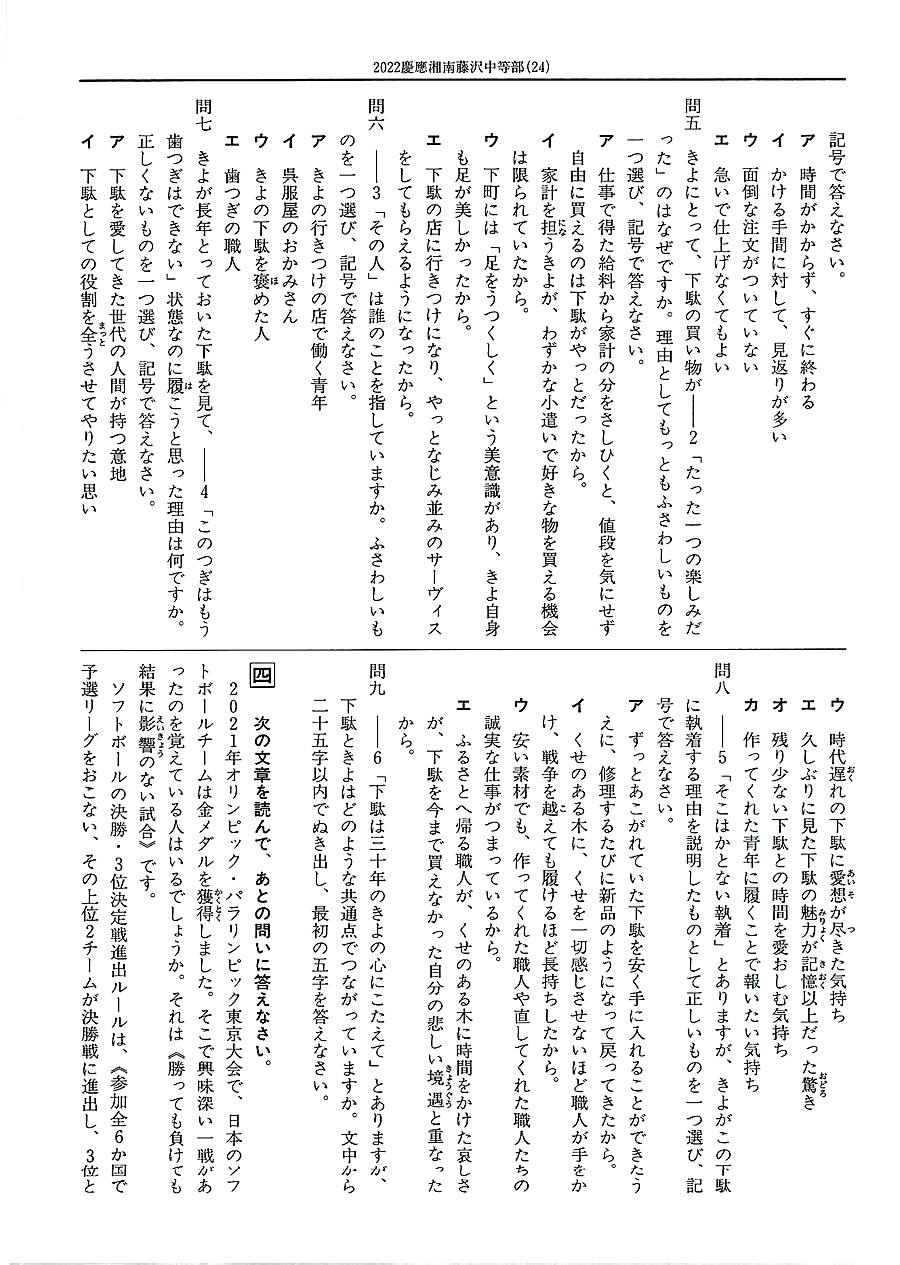 2022慶應湘南藤沢中等部(24)
記号で答えなさい。
ア 時間がかからず、すぐに終わる
イ かける手間に対して、見返りが多い
ウ 面倒な注文がついていない
エ 急いで仕上げなくてもよい
問五 きよにとって、下駄の買い物が――2「たった一つの楽しみだ
った」のはなぜですか。理由としてもっともふさわしいものを
一つ選び、記号で答えなさい。
ア 仕事で得た給料から家計の分をさしひくと、値段を気にせず
自由に買えるのは下駄がやっとだったから。
イ 家計を担うきよが、わずかな小遣いで好きな物を買える機会
は限られていたから。
ウ 下町には「足をうつくしく」という美意識があり、きよ自身
も足が美しかったから。
エ 下駄の店に行きつけになり、やっとなじみ並みのサーヴィス
をしてもらえるようになったから。
問六 ――3「その人」は誰のことを指していますか。ふさわしいも
のを一つ選び、記号で答えなさい。
ア きよの行きつけの店で働く青年
イ 呉服屋のおかみさん
ウ きよの下駄を褒めた人
エ 歯つぎの職人
問七 きよが長年とっておいた下駄を見て、――4「このつぎはもう
歯つぎはできない」状態なのに履こうと思った理由は何ですか。
正しくないものを一つ選び、記号で答えなさい。
ア 下駄を愛してきた世代の人間が持つ意地
イ 下駄としての役割を全うさせてやりたい思い
ウ 時代遅れの下駄に愛想が尽きた気持ち
エ 久しぶりに見た下駄の魅力が記憶以上だった驚き
オ 残り少ない下駄との時間を愛おしむ気持ち
カ 作ってくれた青年に履くことで報いたい気持ち
問八 ――5「そこはかとない執着」とありますが、きよがこの下駄
に執着する理由を説明したものとして正しいものを一つ選び、記
号で答えなさい。
ア ずっとあこがれていた下駄を安く手に入れることができたう
えに、修理するたびに新品のようになって戻ってきたから。
イ くせのある木に、くせを一切感じさせないほど職人が手をか
け、戦争を越えても履けるほど長持ちしたから。
ウ 安い素材でも、作ってくれた職人や直してくれた職人たちの
誠実な仕事がつまっているから。
エ ふるさとへ帰る職人が、くせのある木に時間をかけた哀しさ
が、下駄を今まで買えなかった自分の悲しい境遇と重なった
から。
問九 ――6「下駄は三十年のきよの心にこたえて」とありますが、
下駄ときよはどのような共通点でつながっていますか。文中から
二十五字以内でぬき出し、最初の五字を答えなさい。
四 次の文章を読んで、あとの問いに答えなさい。
2021年オリンピック・パラリンピック東京大会で、日本のソフ
トボールチームは金メダルを獲得しました。そこで興味深い一戦があ
ったのを覚えている人はいるでしょうか。それは《勝っても負けても
結果に影響のない試合》です。
ソフトボールの決勝・3位決定戦進出ルールは、《参加全6か国で
予選リーグをおこない、その上位2チームが決勝戦に進出し、3位と